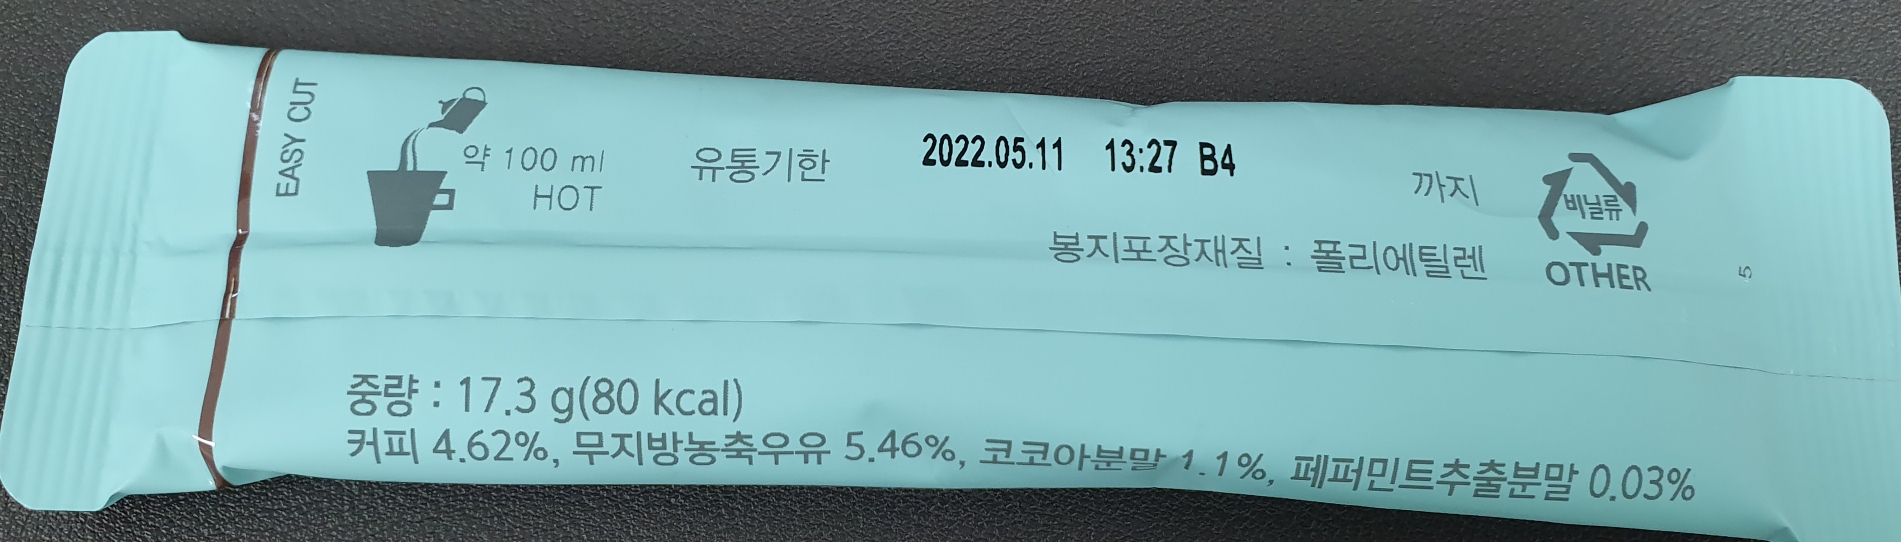 EASY CUT
약 100 ml
HOT
유통기한 2022.05.11 13:27 B4 까지
비닐류
OTHER
봉지포장재질 : 폴리에틸렌
5
중량 : 17.3 g(80 kcal)
커피 4.62%, 무지방농축우유 5.46%, 코코아분말 1.1%, 페퍼민트추출분말 0.03%